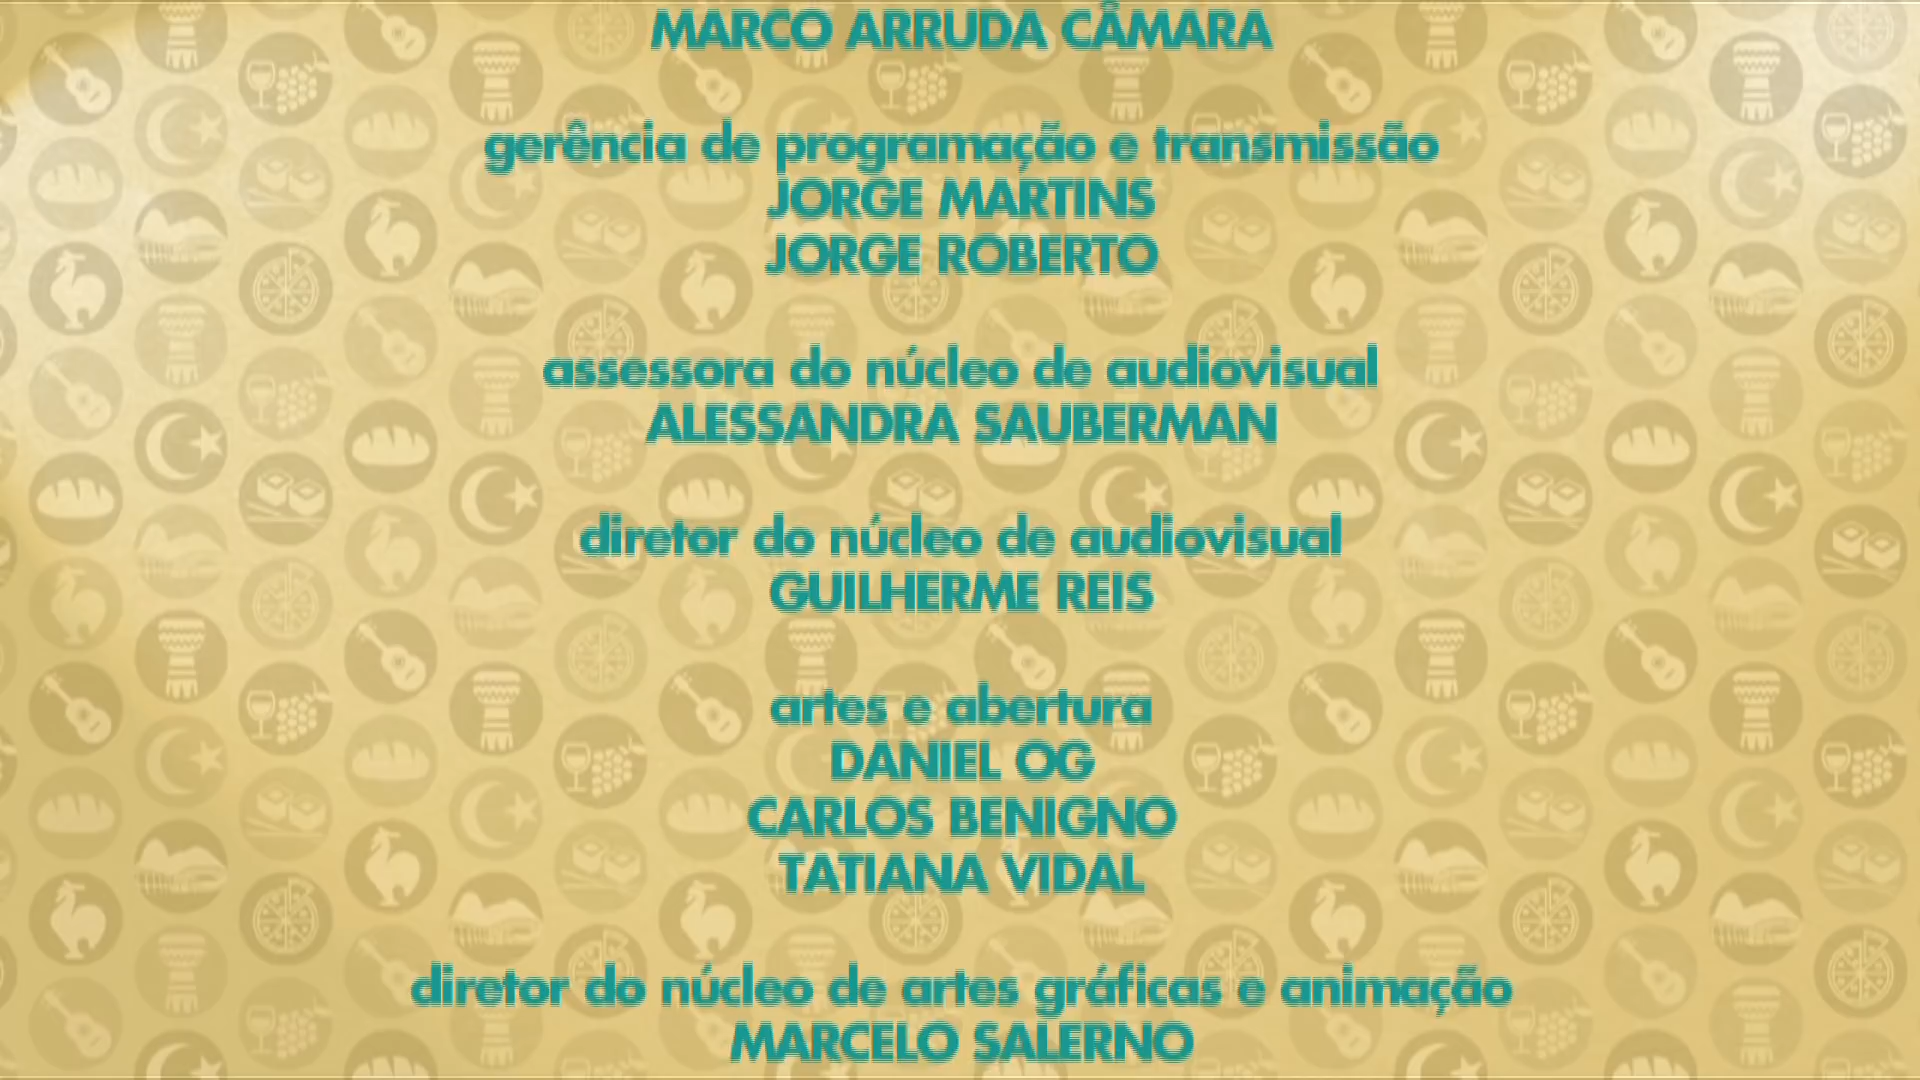 MARCO ARRUDA CÂMARA
gerência de programação e transmissão
JORGE MARTINS
JORGE ROBERTO
assessora do núcleo de audiovisual
ALESSANDRA SAUBERMAN
diretor do núcleo de audiovisual
GUILHERME REIS
artes e abertura
DANIEL OG
CARLOS BENIGNO
TATIANA VIDAL
diretor do núcleo de artes gráficas e animação
MARCELO SALERNO